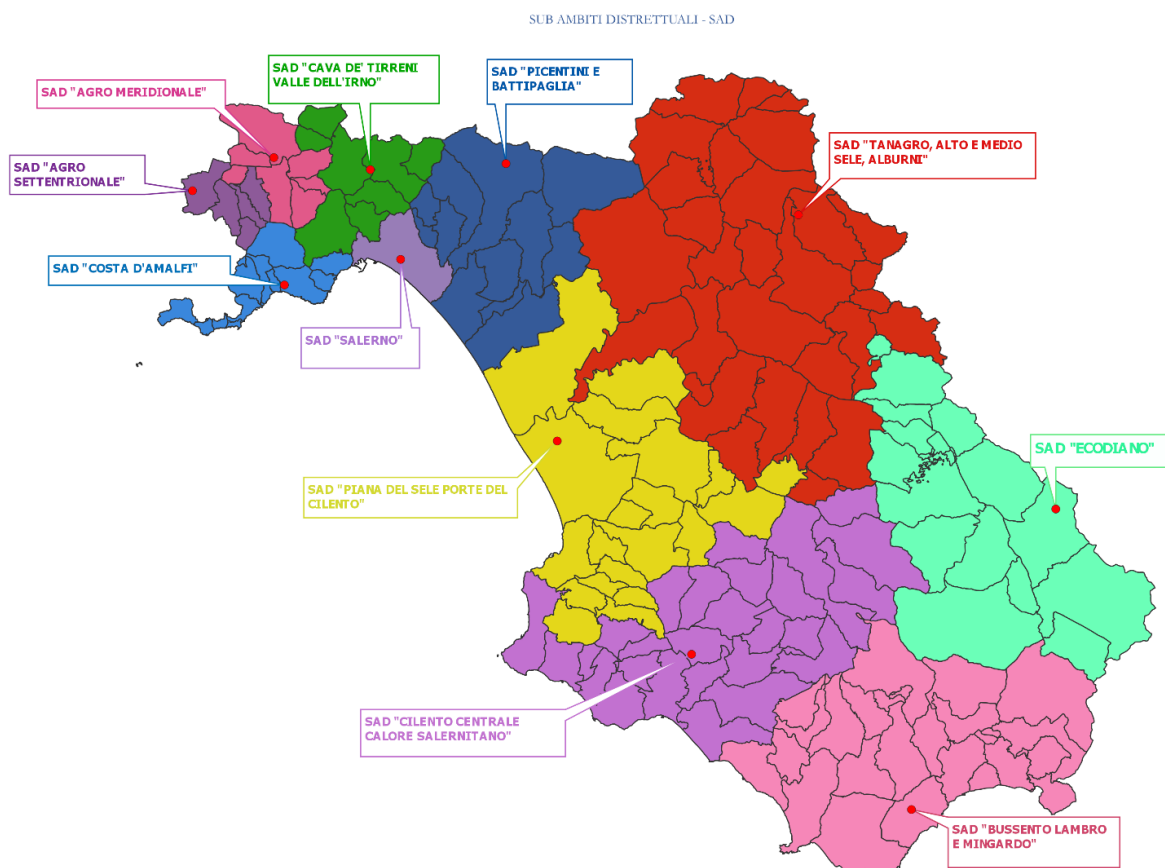 SUB AMBITI DISTRETTUALI - SAD
SAD "CAVA DE' TIRRENI
VALLE DELL'IRNO"
SAD "PICENTINI E
BATTIPAGLIA"
SAD "AGRO MERIDIONALE"
SAD "TANAGRO, ALTO E MEDIO
SELE, ALBURNI"
SAD "AGRO
SETTENTRIONALE"
SAD "COSTA D'AMALFI"
SAD "SALERNO"
SAD "ECODIANO"
SAD "PIANA DEL SELE PORTE DEL
CILENTO"
SAD "CILENTO CENTRALE
CALORE SALERNITANO"
SAD "BUSSENTO LAMBRO
E MINGARDO"